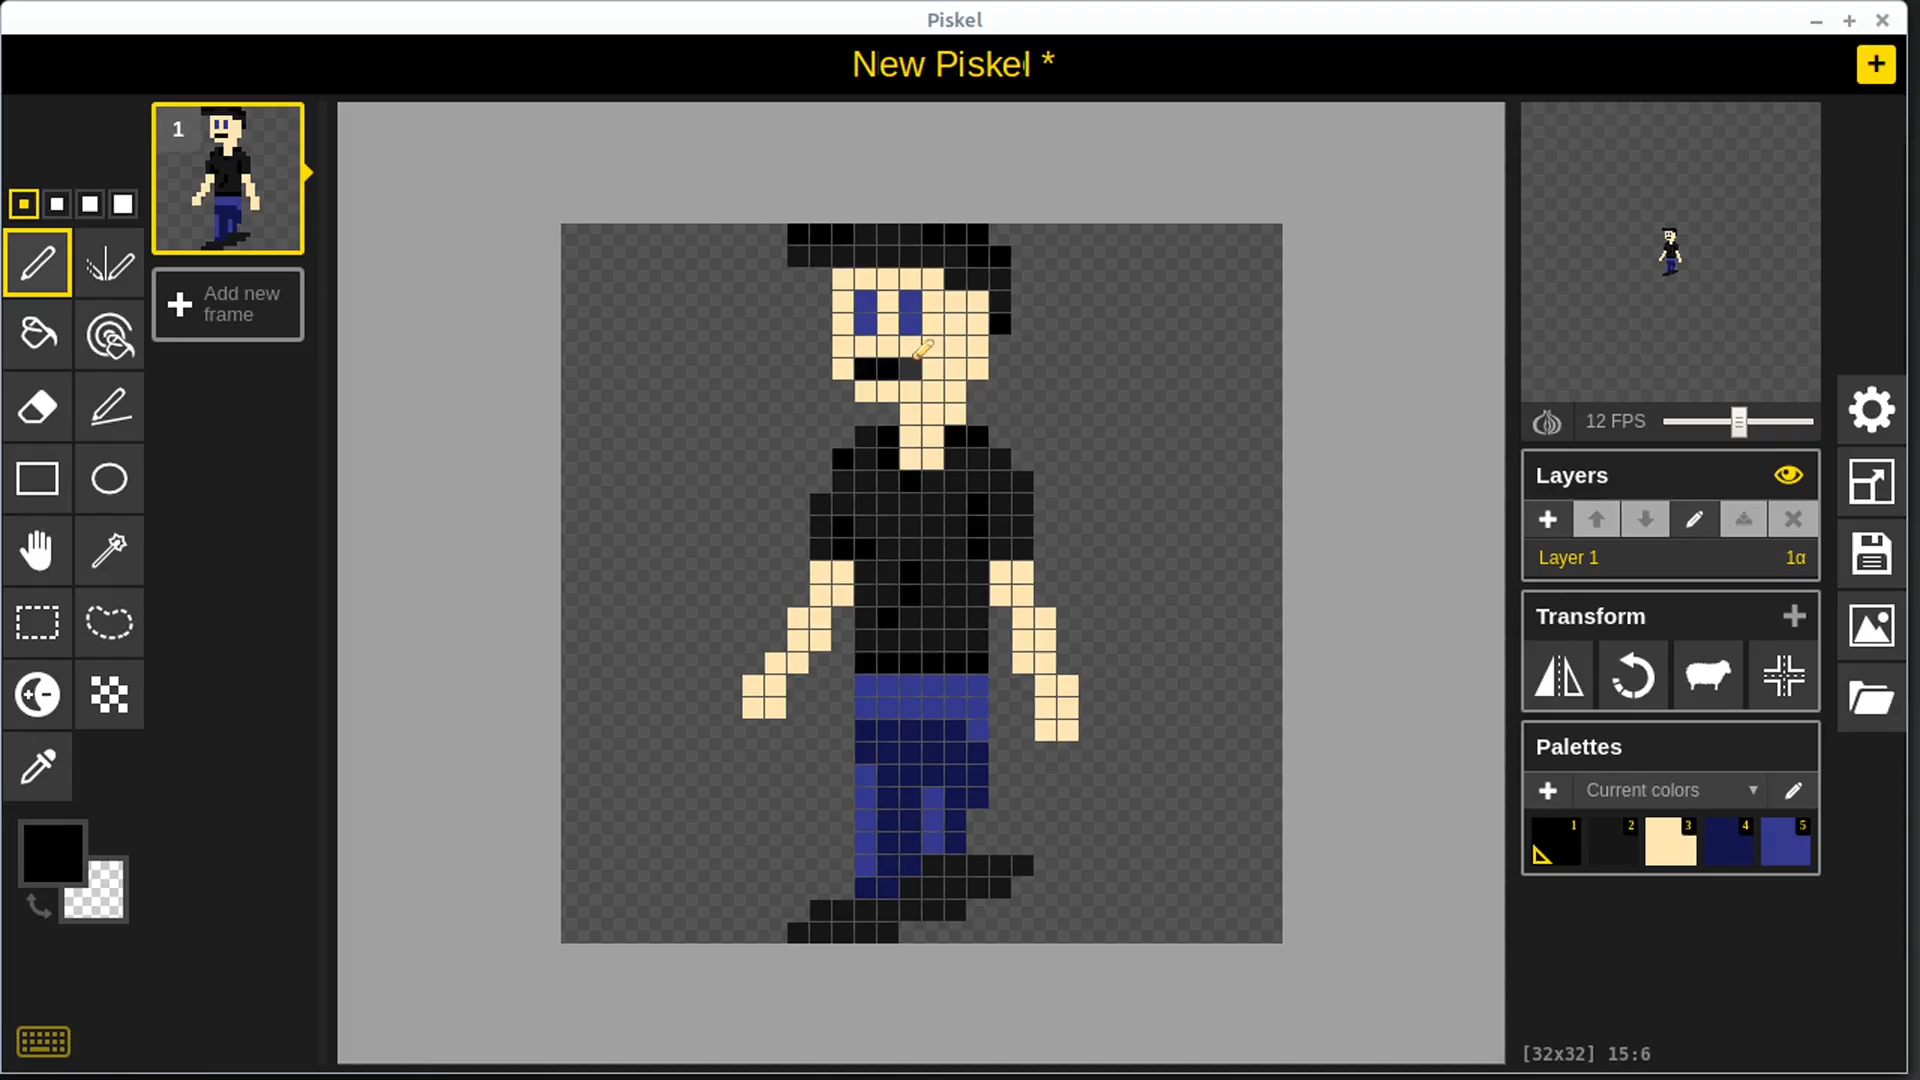 Piskel
New Piskel *
1
Add new
frame
12 FPS
Layers
Layer 1
1α
Transform
Palettes
Current colors
1 2 3 4 5
[32x32] 15:6